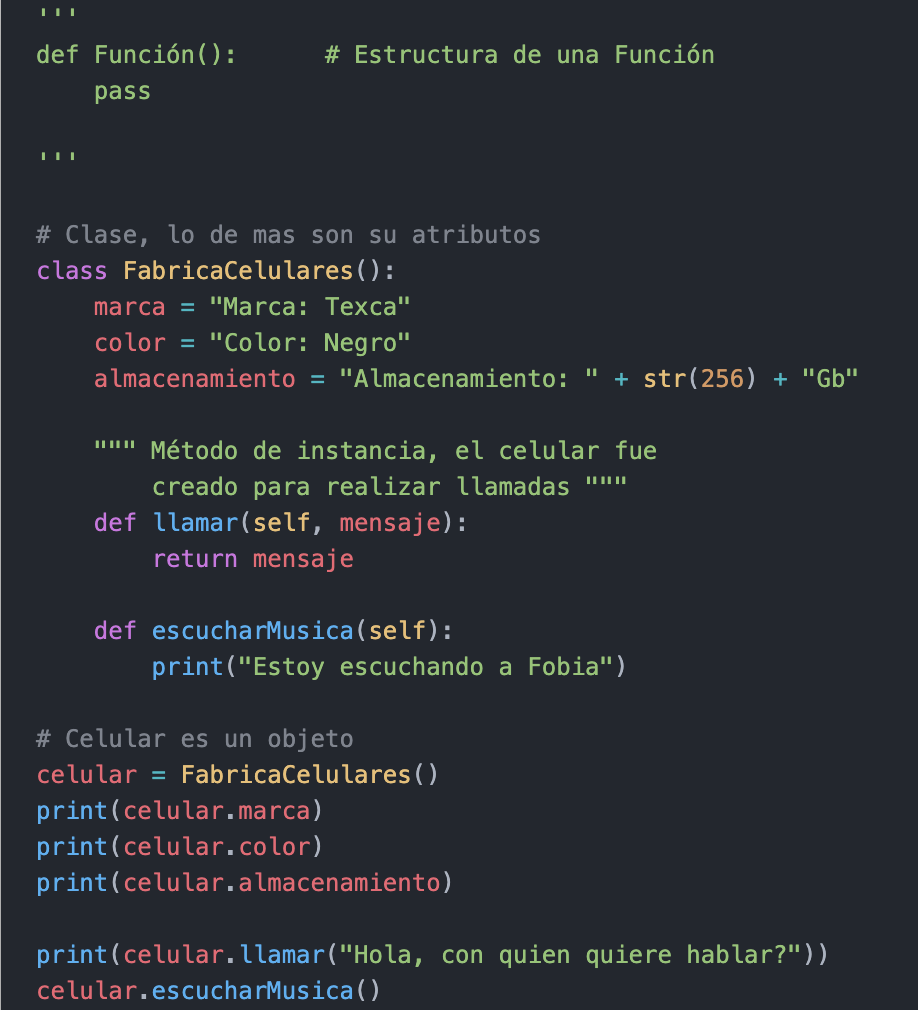 '''
def Función():      # Estructura de una Función
    pass

'''

# Clase, lo de mas son su atributos
class FabricaCelulares():
    marca = "Marca: Texca"
    color = "Color: Negro"
    almacenamiento = "Almacenamiento: " + str(256) + "Gb"

    """ Método de instancia, el celular fue
        creado para realizar llamadas """
    def llamar(self, mensaje):
        return mensaje

    def escucharMusica(self):
        print("Estoy escuchando a Fobia")

# Celular es un objeto
celular = FabricaCelulares()
print(celular.marca)
print(celular.color)
print(celular.almacenamiento)

print(celular.llamar("Hola, con quien quiere hablar?"))
celular.escucharMusica()